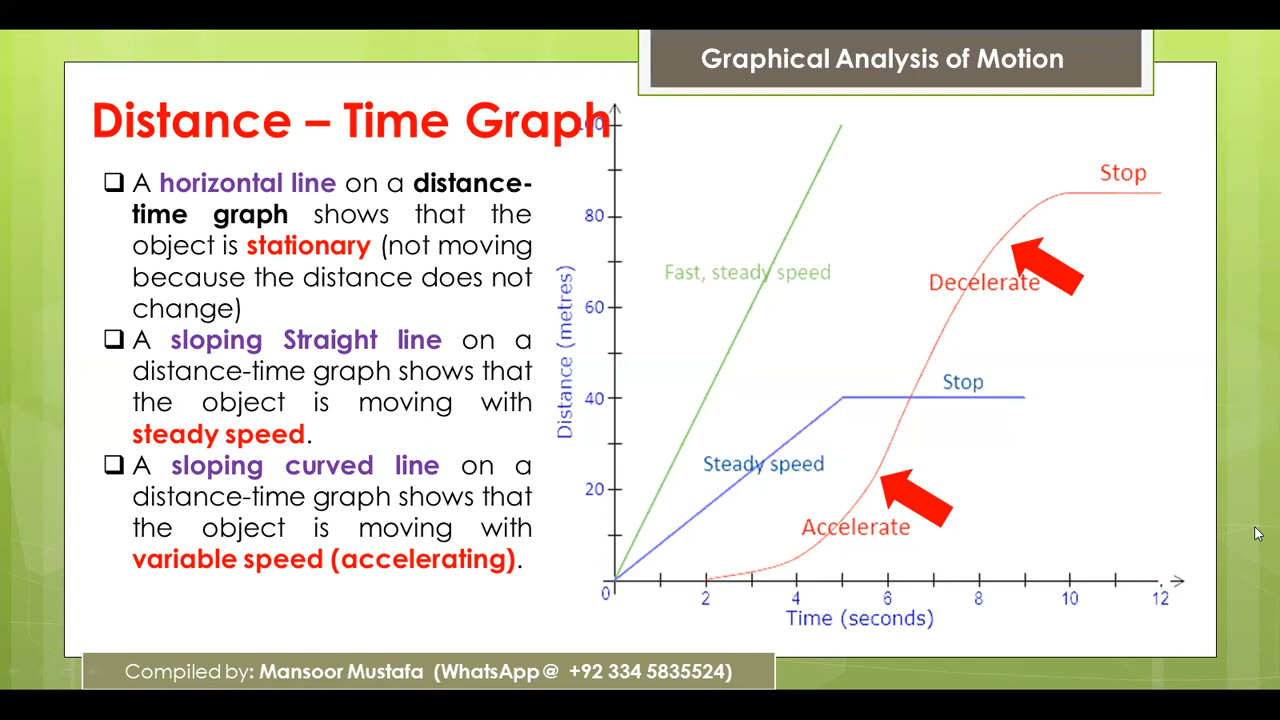 Graphical Analysis of Motion
Distance – Time Graph
❑ A horizontal line on a distance-
time graph shows that the
object is stationary (not moving
because the distance does not
change)
❑ A sloping Straight line on a
distance-time graph shows that
the object is moving with
steady speed.
❑ A sloping curved line on a
distance-time graph shows that
the object is moving with
variable speed (accelerating).
100
80
60
40
20
0
Distance (metres)
Fast, steady speed
Stop
Decelerate
Stop
Steady speed
Accelerate
2 4 6 8 10 12
Time (seconds)
Compiled by: Mansoor Mustafa (WhatsApp@ +92 334 5835524)